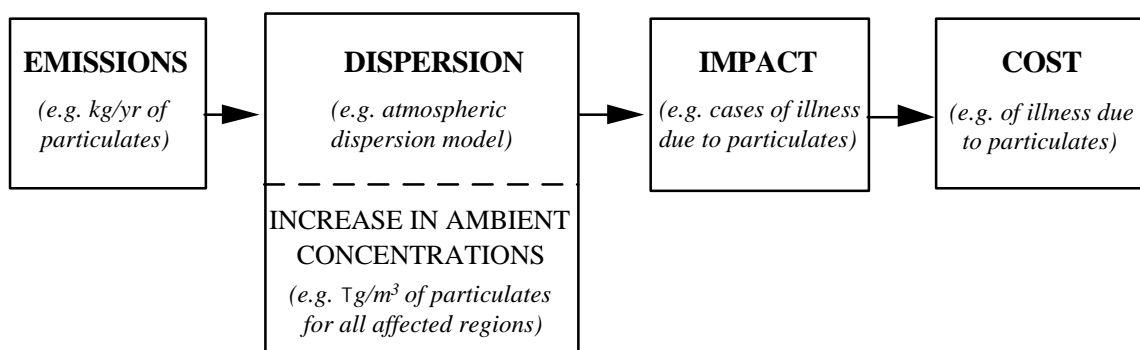 EMISSIONS
(e.g. kg/yr of
particulates)
DISPERSION
(e.g. atmospheric
dispersion model)
INCREASE IN AMBIENT
CONCENTRATIONS
(e.g. Tg/m³ of particulates
for all affected regions)
IMPACT
(e.g. cases of illness
due to particulates)
COST
(e.g. of illness due
to particulates)